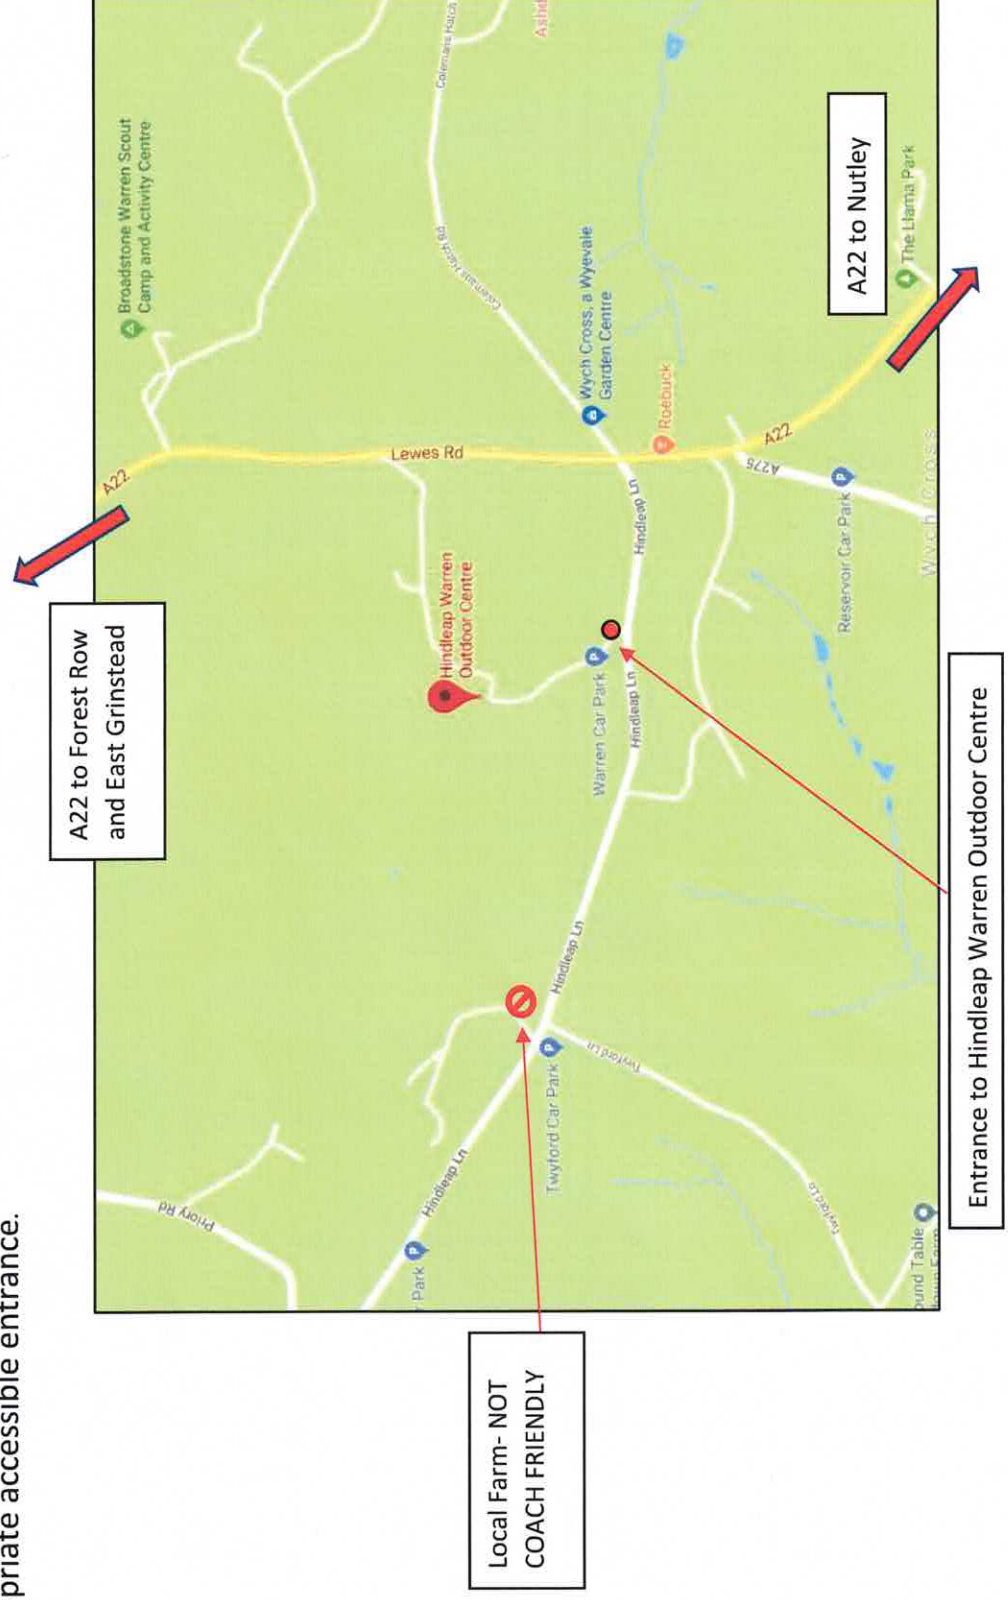 priate accessible entrance.
A22 to Forest Row
and East Grinstead
A22
Broadstone Warren Scout
Camp and Activity Centre
Priory Rd
Lewes Rd
Hindleap Warren
Outdoor Centre
Colemans Hatch
Colemans Hatch Rd
Ashd
Park
Hindleap Ln
Local Farm- NOT
COACH FRIENDLY
Twyford Car Park
Hindleap Ln
Twyford Ln
Warren Car Park
Hindleap Ln
Hindleap Ln
Wych Cross, a Wyevale
Garden Centre
Roebuck
A275
A22
A22 to Nutley
Twyford Ln
Reservoir Car Park
The Llama Park
ound Table
Farm
Wych Cross
Entrance to Hindleap Warren Outdoor Centre